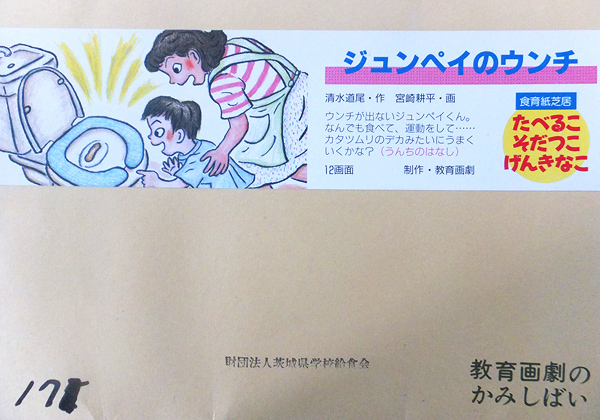 ジュンペイのウンチ
清水道尾・作 宮崎耕平・画
ウンチが出ないジュンペイくん。
なんでも食べて、運動をして……
カタツムリのデカみたいにうまく
いくかな?(うんちのはなし)
12画面 制作・教育画劇
食育紙芝居
たべるこ
そだつこ
げんきなこ
財団法人茨城県学校給食会
教育画劇の
かみしばい